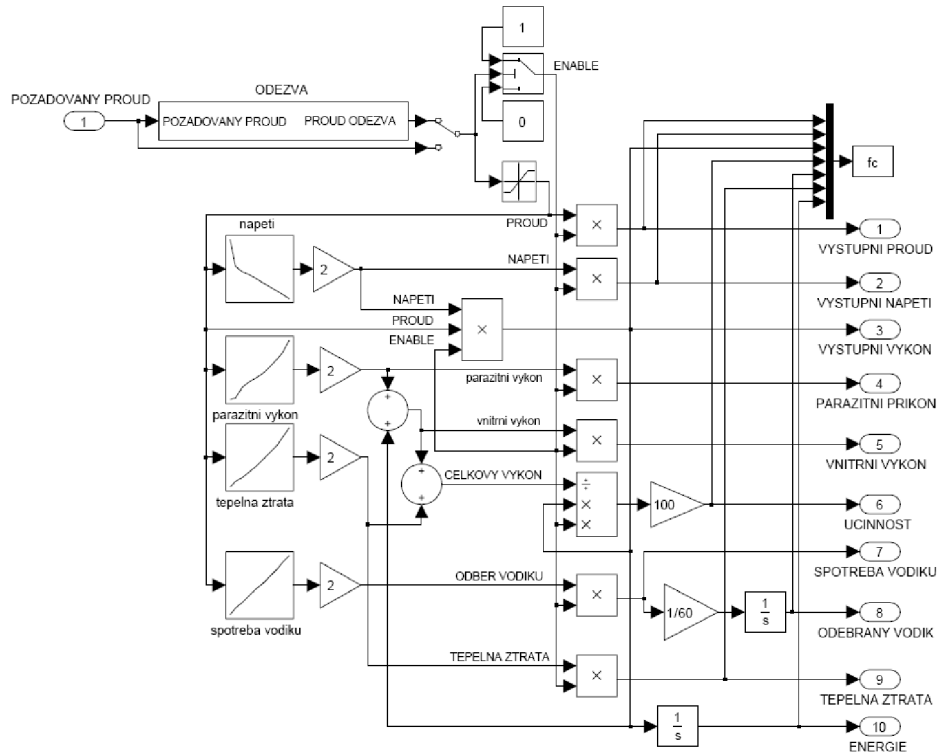 1
ENABLE
ODEZVA
POZADOVANY PROUD
1
POZADOVANY PROUD PROUD ODEZVA
0
fc
napeti
PROUD
×
1
VYSTUPNI PROUD
2
NAPETI
×
2
VYSTUPNI NAPETI
NAPETI
PROUD
ENABLE
×
3
VYSTUPNI VYKON
2
parazitni vykon
×
4
PARAZITNI PRIKON
parazitni vykon
+
+
vnitrni vykon
×
5
VNITRNI VYKON
2
tepelna ztrata
+
+
CELKOVY VYKON
÷
×
×
100
6
UCINNOST
7
SPOTREBA VODIKU
2
spotreba vodiku
ODBER VODIKU
×
1/60
1
s
8
ODEBRANY VODIK
TEPELNA ZTRATA
×
9
TEPELNA ZTRATA
1
s
10
ENERGIE